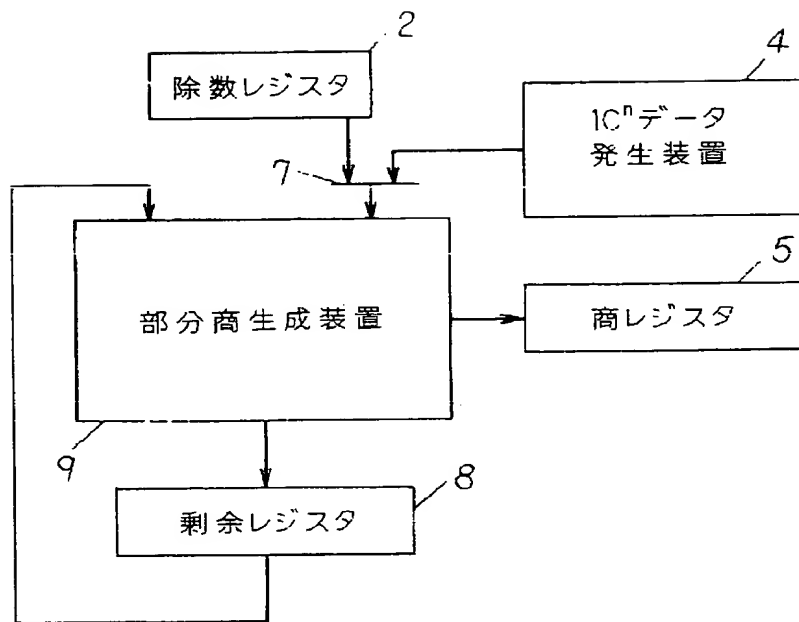 2
除数レジスタ
4
10ⁿデータ
発生装置
7
5
部分商生成装置
商レジスタ
9
8
剰余レジスタ